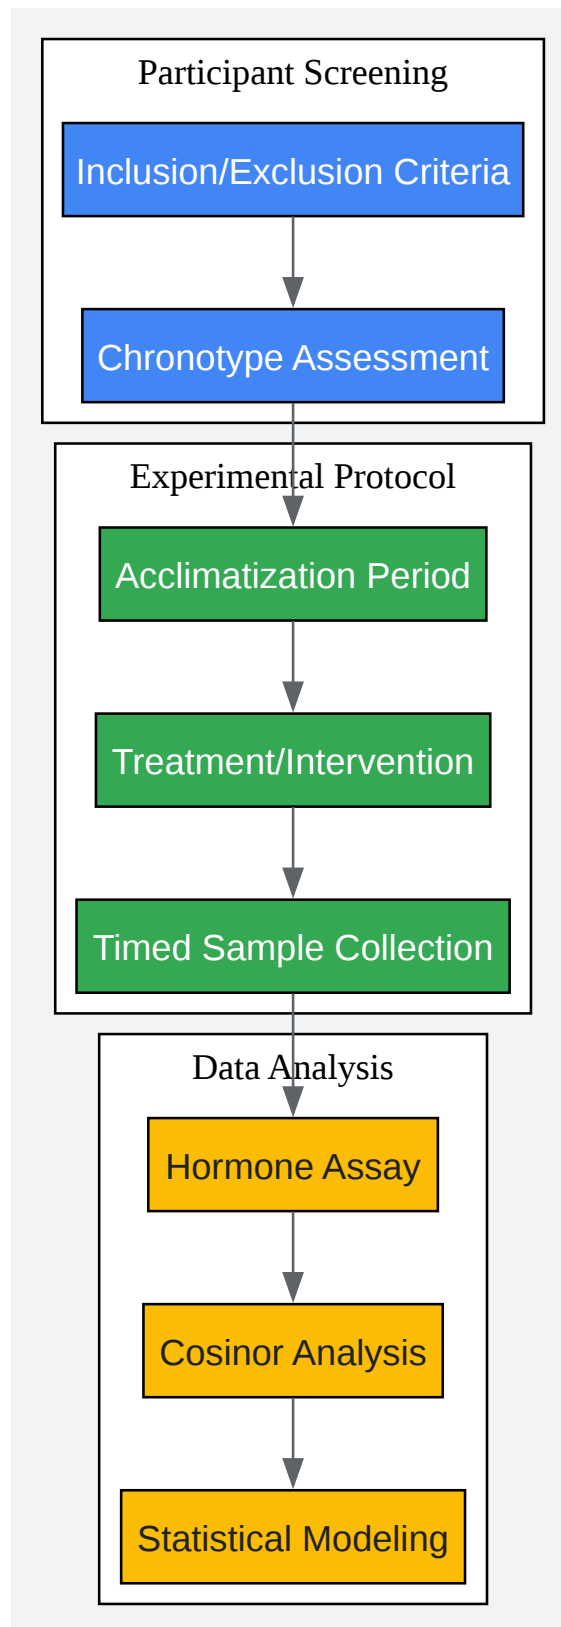 Participant Screening
Inclusion/Exclusion Criteria
Chronotype Assessment
Experimental Protocol
Acclimatization Period
Treatment/Intervention
Timed Sample Collection
Data Analysis
Hormone Assay
Cosinor Analysis
Statistical Modeling